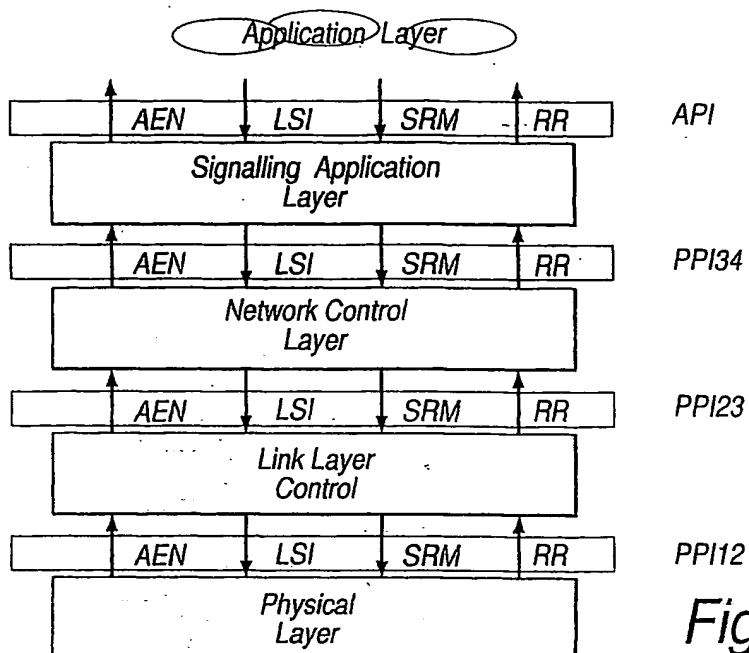 Application Layer
AEN LSI SRM RR API
Signalling Application
Layer
AEN LSI SRM RR PPI34
Network Control
Layer
AEN LSI SRM RR PPI23
Link Layer
Control
AEN LSI SRM RR PPI12
Physical
Layer
Fig